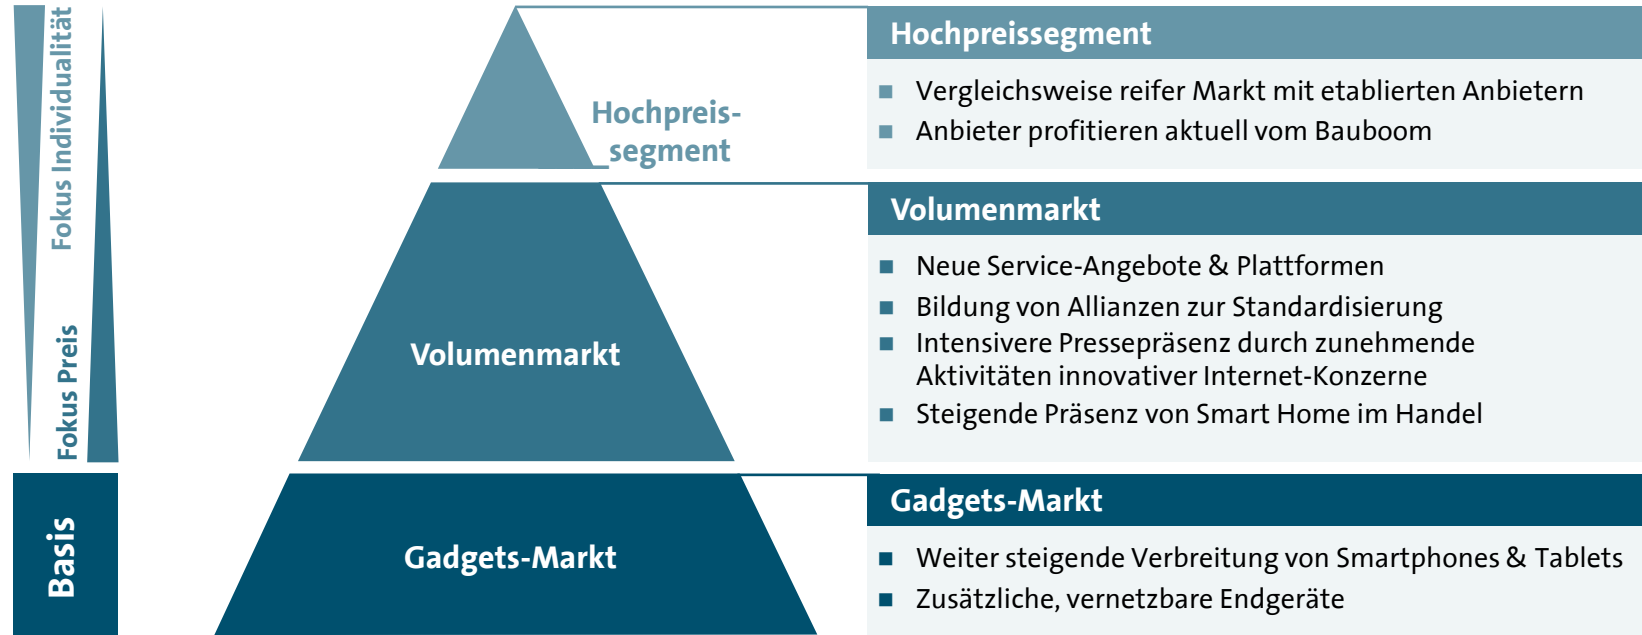 Fokus Individualität
Fokus Preis
Basis
Hochpreis-
segment
Volumenmarkt
Gadgets-Markt
Hochpreissegment
Vergleichsweise reifer Markt mit etablierten Anbietern
Anbieter profitieren aktuell vom Bauboom
Volumenmarkt
Neue Service-Angebote & Plattformen
Bildung von Allianzen zur Standardisierung
Intensivere Pressepräsenz durch zunehmende
Aktivitäten innovativer Internet-Konzerne
Steigende Präsenz von Smart Home im Handel
Gadgets-Markt
Weiter steigende Verbreitung von Smartphones & Tablets
Zusätzliche, vernetzbare Endgeräte